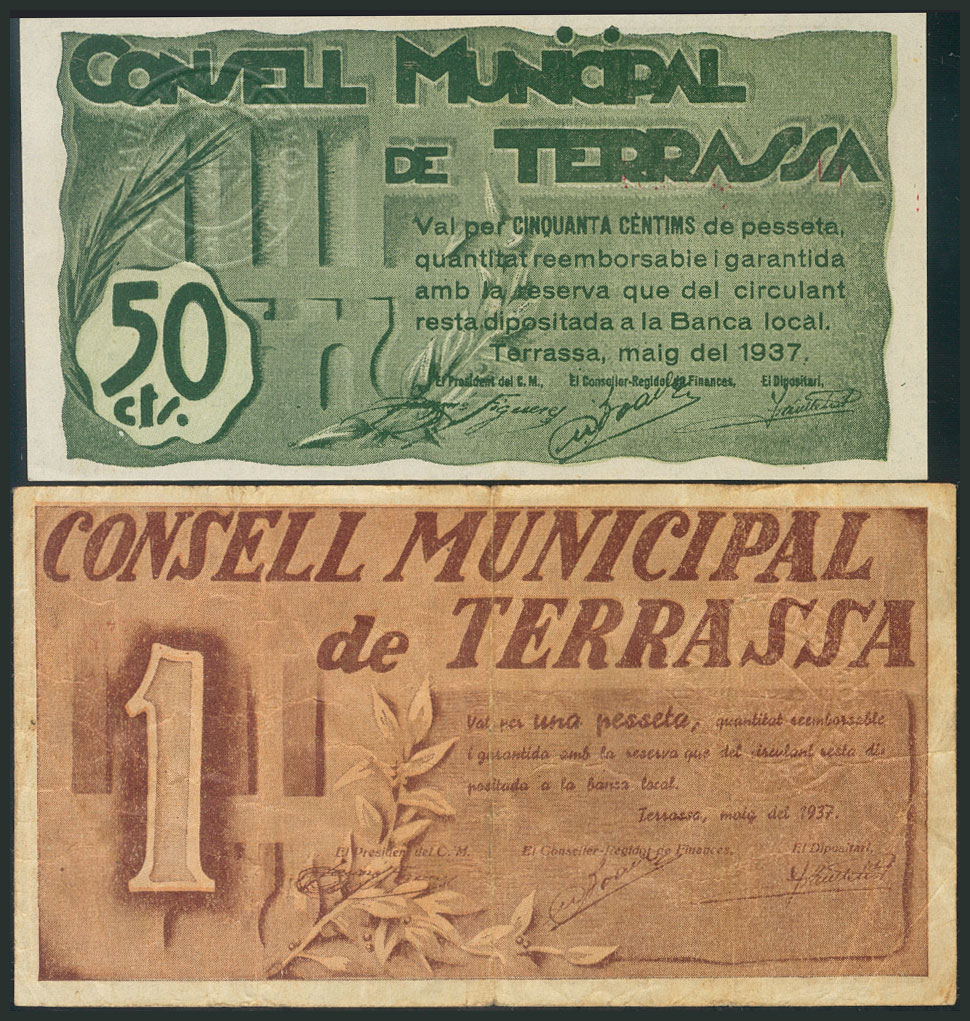 CONSELL MUNICIPAL
DE TERRASSA
Val per CINQUANTA CÈNTIMS de pesseta,
quantitat reemborsable i garantida
amb la reserva que del circulant
resta dipositada a la Banca locàl.
Terrassa, maig del 1937.
El President del C. M., El Conseller-Regidor de Finances, El Dipositari,
50
cts.
CONSELL MUNICIPAL
de TERRASSA
1
Val per una pesseta, quantitat reemborsable
i garantida amb la reserva que del circulant resta di-
positada a la banca local.
Terrassa, maig del 1937.
El President del C. M. El Conseller-Regidor de Finances, El Dipositari,